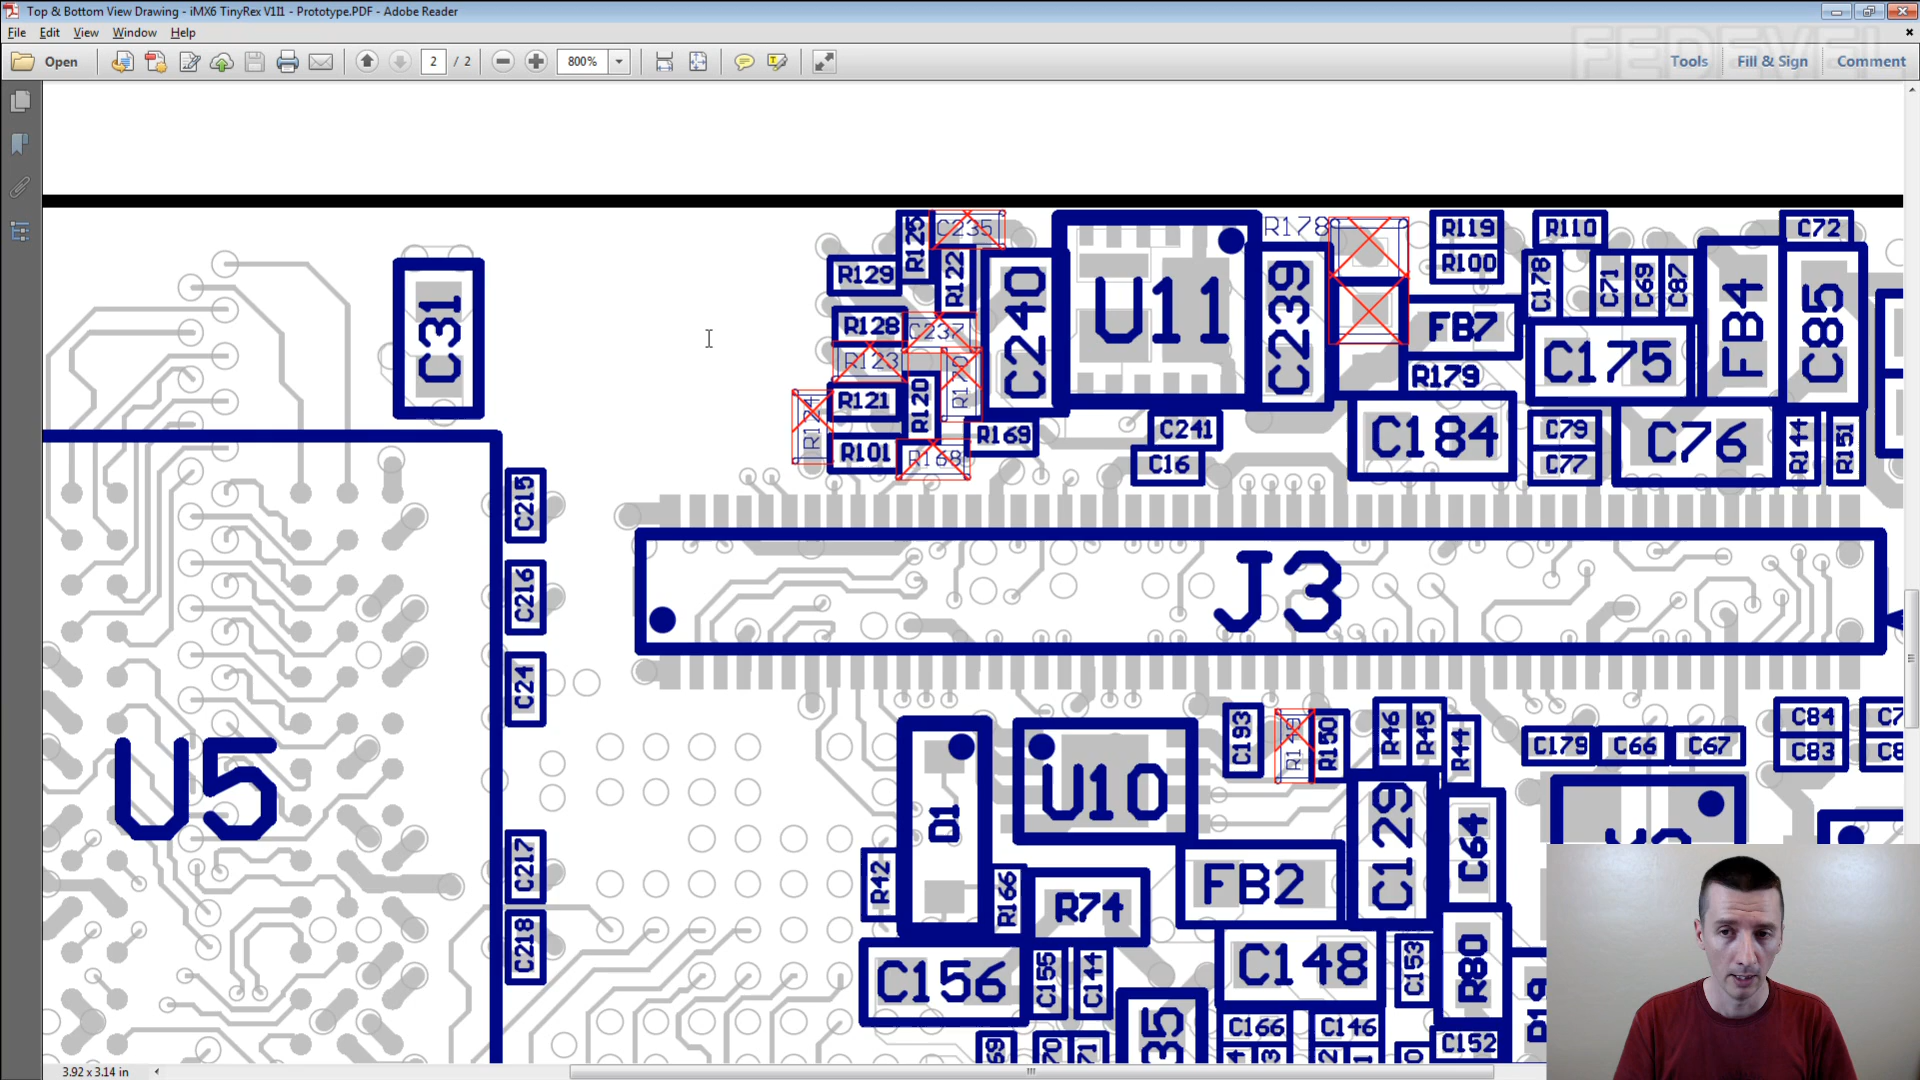 Top & Bottom View Drawing - iMX6 TinyRex V1I1 - Prototype.PDF - Adobe Reader
File Edit View Window Help
FEDEVEL
Open 2 / 2 800% Tools Fill & Sign Comment
R125 C235 R178 R119 R110 C72
R129 R122 R100
C31 C240 U11 C239 C178 C71 C69 C87 FB4 C85
R128 C237 FB7
R123 R170 C175
R124 R121 R120 R179
R169 C241 C184 C79 C76 R144 R151
R101 R168 C16 C77
C215
C216 J3
C24
C193 R149 R150 R46 R45 R44 C179 C66 C67 C84
C83
U5 D1 U10 C129 C64
C217 R42 R166 R74 FB2
C218 C156 C155 C144 C148 C153 R80
C166 C146 C152
3.92 x 3.14 in